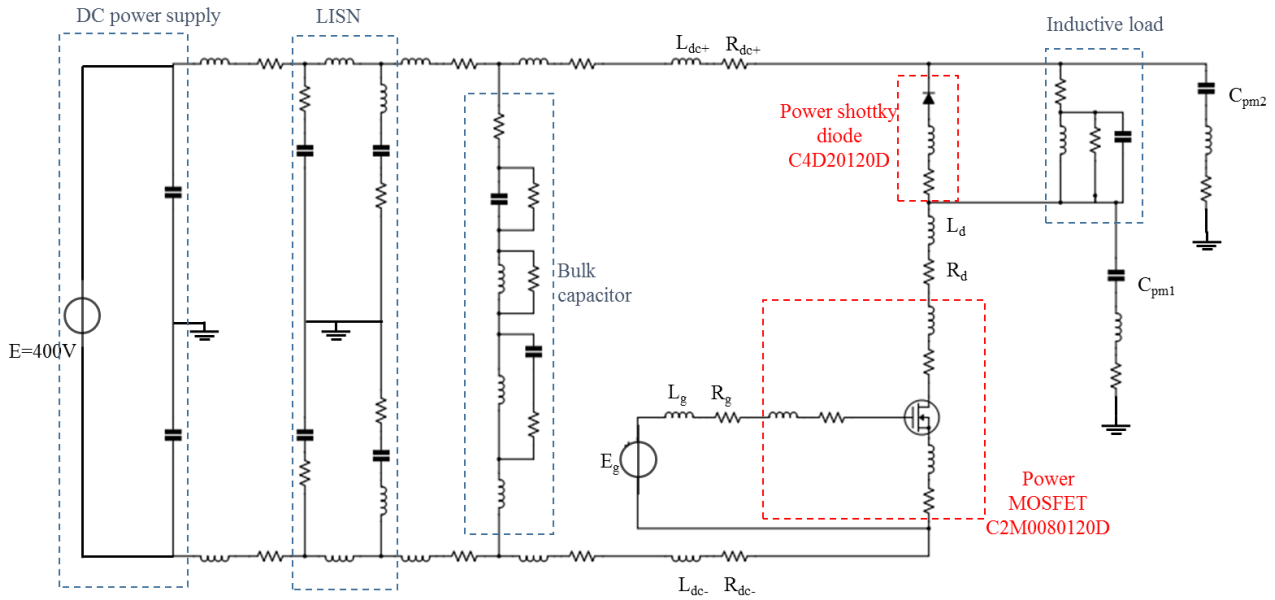 DC power supply
LISN
Inductive load
Ldc+
Rdc+
Cpm2
Power shottky
diode
C4D20120D
Ld
Bulk
capacitor
Rd
Cpm1
E=400V
Lg
Rg
Eg
Power
MOSFET
C2M0080120D
Ldc-
Rdc-